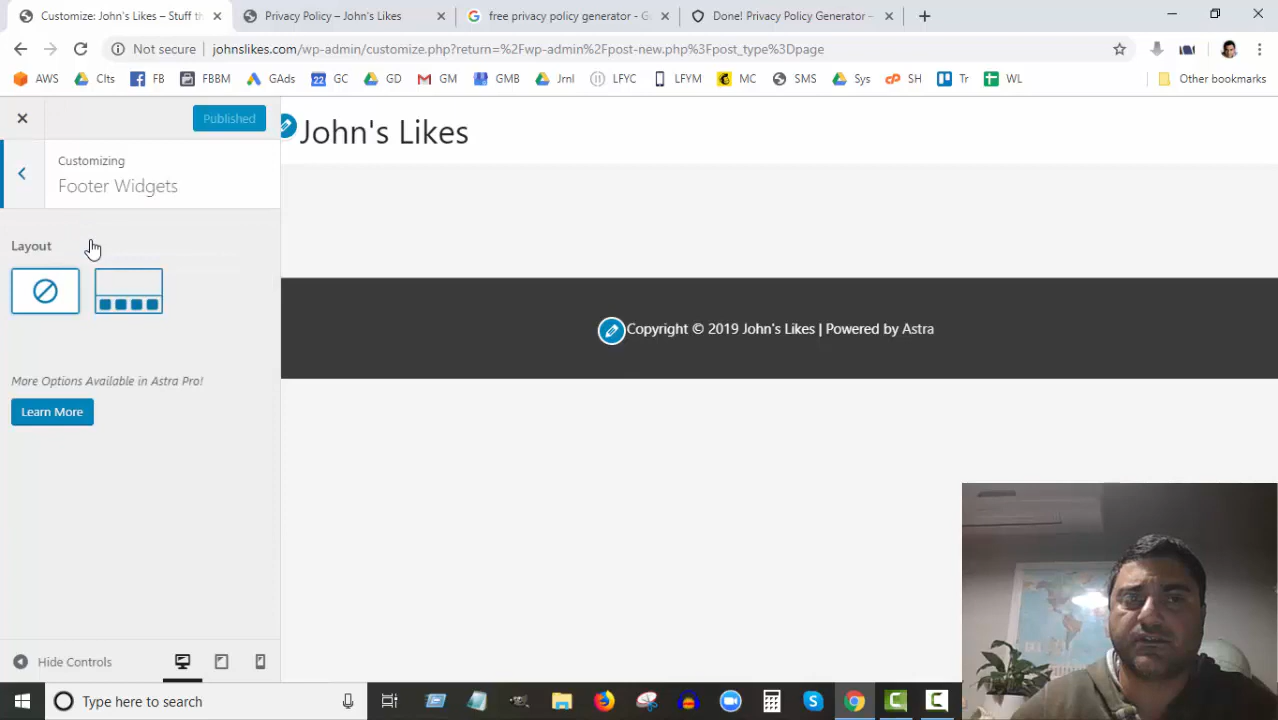 Customize: John's Likes – Stuff th
Privacy Policy – John's Likes
free privacy policy generator - G
Done! Privacy Policy Generator –
Not secure
johnslikes.com/wp-admin/customize.php?return=%2Fwp-admin%2Fpost-new.php%3Fpost_type%3Dpage
AWS
Clts
FB
FBBM
GAds
22
GC
GD
GM
GMB
Jrnl
LFYC
LFYM
MC
SMS
Sys
cP
SH
Tr
WL
Other bookmarks
Published
John's Likes
Customizing
Footer Widgets
Layout
Copyright © 2019 John's Likes | Powered by Astra
More Options Available in Astra Pro!
Learn More
Hide Controls
Type here to search